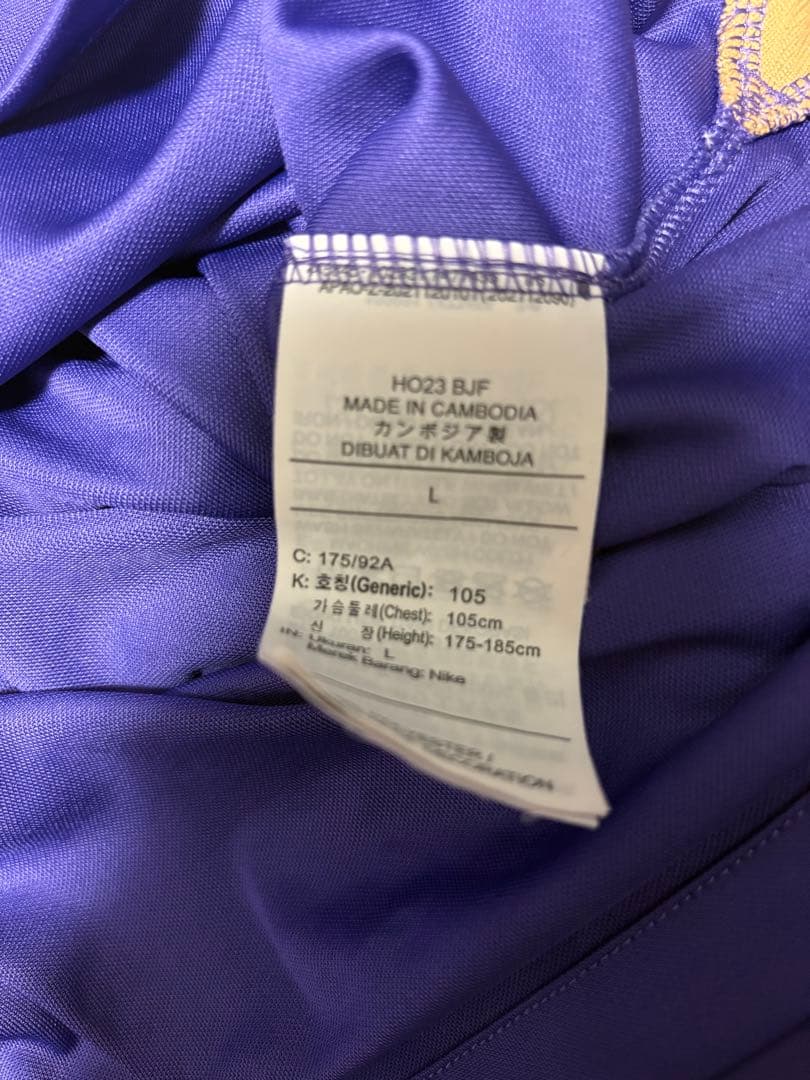 HO23 BJF
MADE IN CAMBODIA
カンボジア製
DIBUAT DI KAMBOJA
L
C: 175/92A
K: 호칭(Generic): 105
가슴둘레(Chest): 105cm
신 장(Height): 175-185cm
IN: Ukuran: L
Merek Barang: Nike